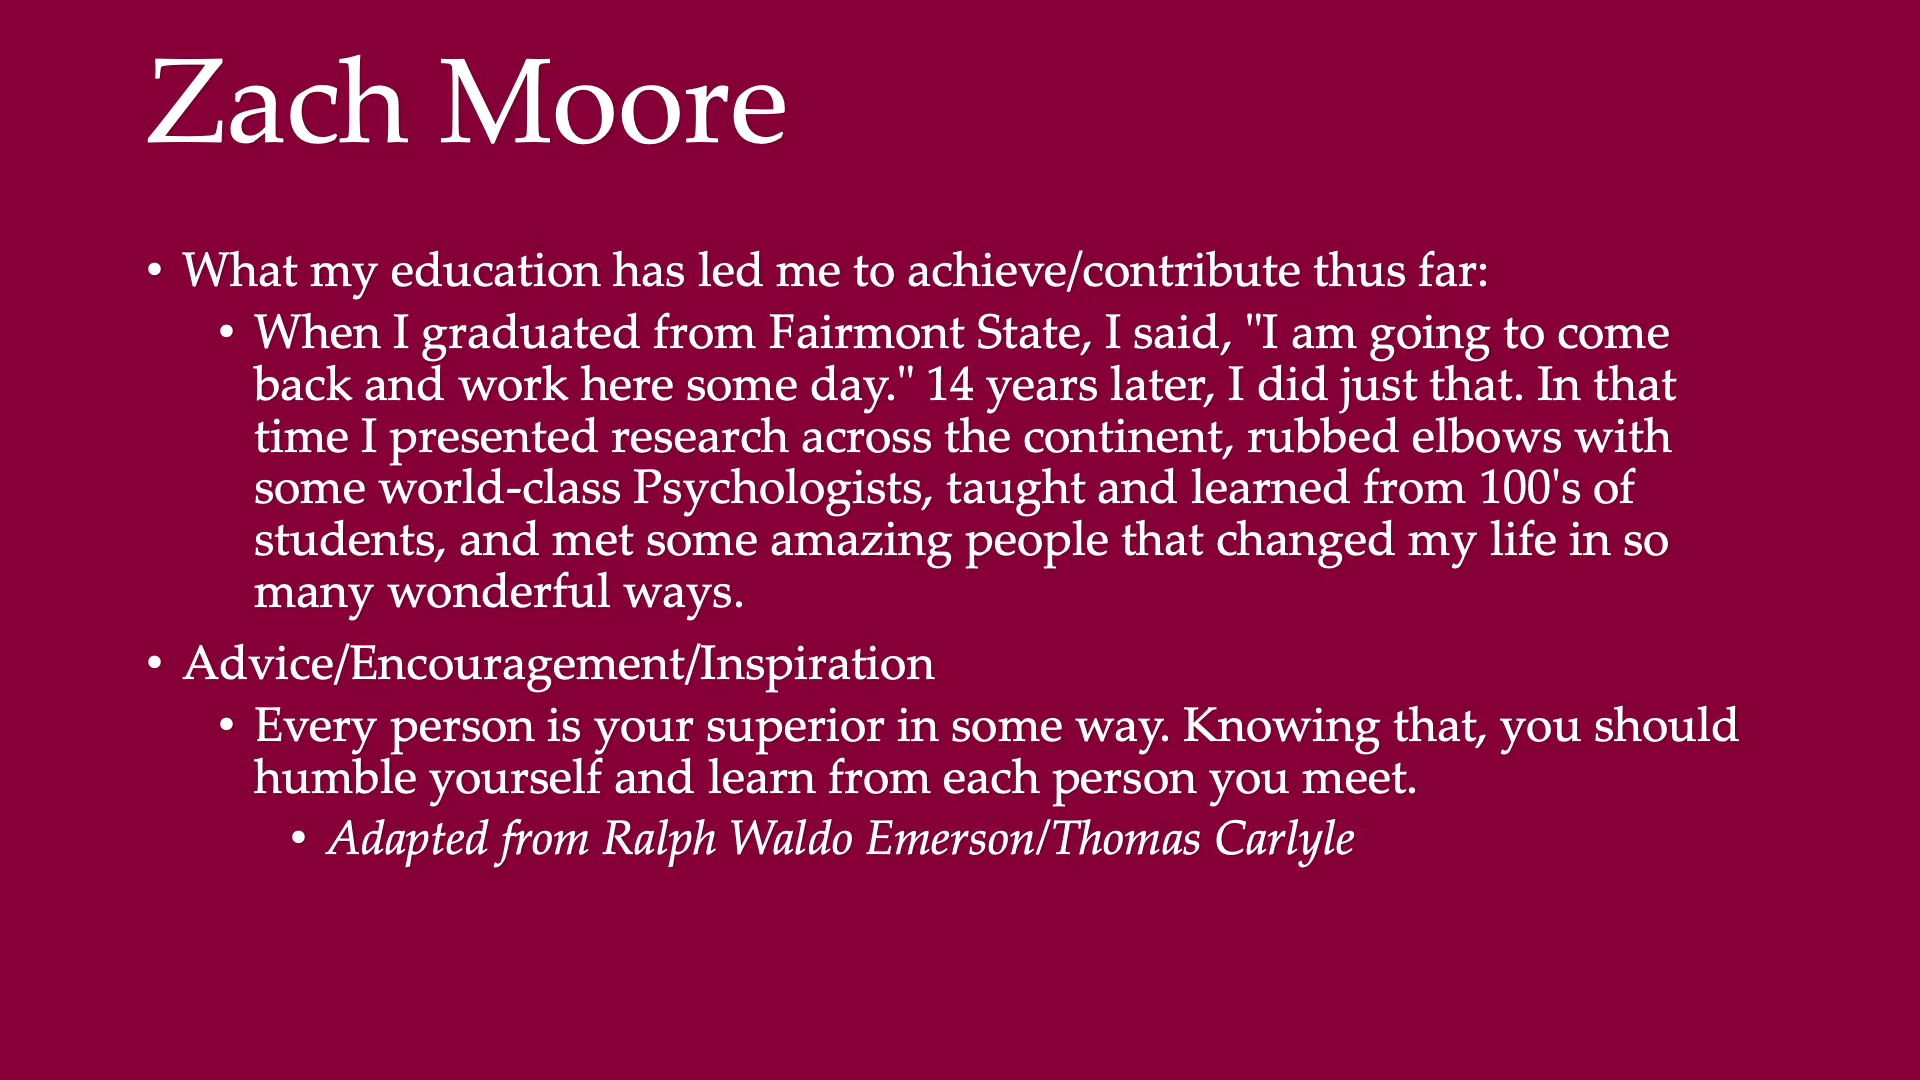 Zach Moore
• What my education has led me to achieve/contribute thus far:
• When I graduated from Fairmont State, I said, "I am going to come
back and work here some day." 14 years later, I did just that. In that
time I presented research across the continent, rubbed elbows with
some world-class Psychologists, taught and learned from 100's of
students, and met some amazing people that changed my life in so
many wonderful ways.
• Advice/Encouragement/Inspiration
• Every person is your superior in some way. Knowing that, you should
humble yourself and learn from each person you meet.
• Adapted from Ralph Waldo Emerson/Thomas Carlyle